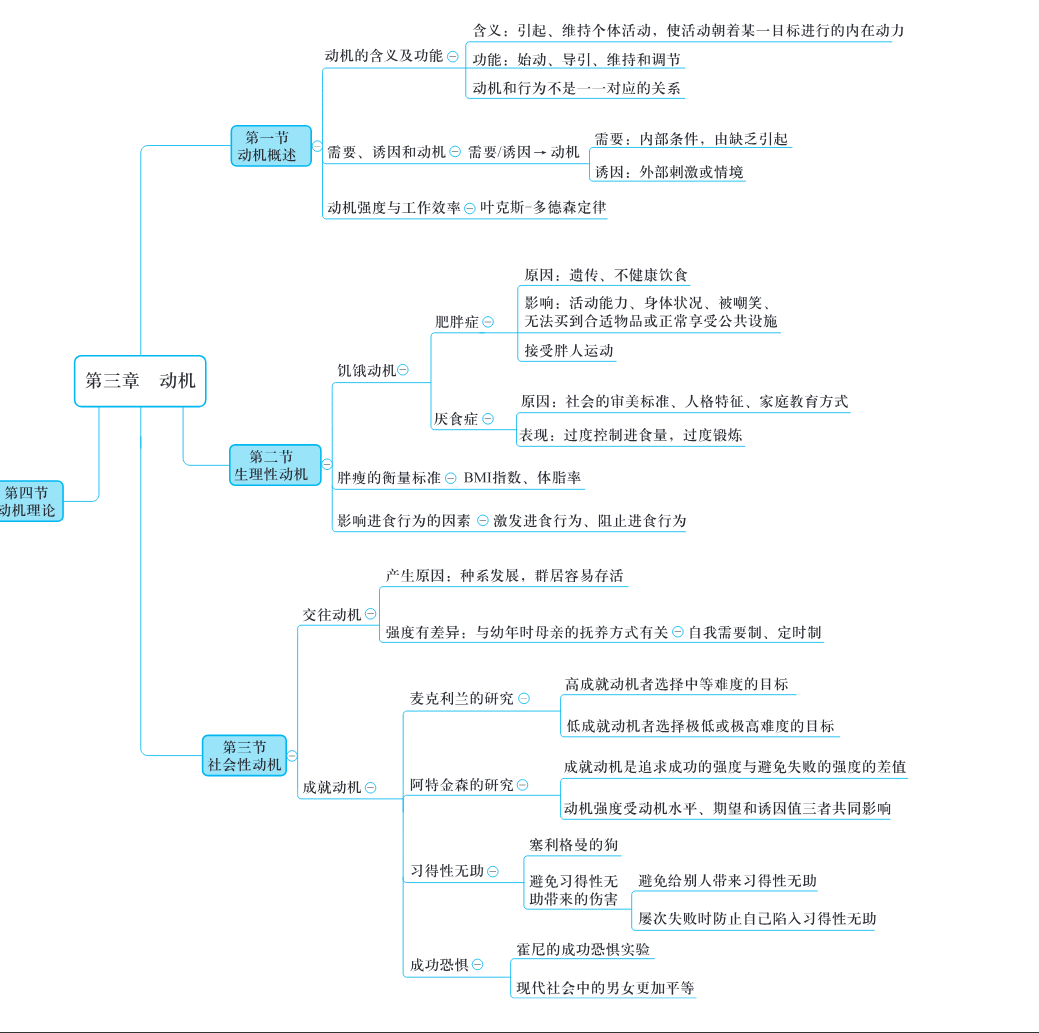 第三章　动机
第一节
动机概述
动机的含义及功能
含义：引起、维持个体活动，使活动朝着某一目标进行的内在动力
功能：始动、导引、维持和调节
动机和行为不是一一对应的关系
需要、诱因和动机
需要/诱因→动机
需要：内部条件，由缺乏引起
诱因：外部刺激或情境
动机强度与工作效率
叶克斯-多德森定律
第二节
生理性动机
饥饿动机
肥胖症
原因：遗传、不健康饮食
影响：活动能力、身体状况、被嘲笑、
无法买到合适物品或正常享受公共设施
接受胖人运动
厌食症
原因：社会的审美标准、人格特征、家庭教育方式
表现：过度控制进食量，过度锻炼
胖瘦的衡量标准
BMI指数、体脂率
影响进食行为的因素
激发进食行为、阻止进食行为
第三节
社会性动机
交往动机
产生原因：种系发展，群居容易存活
强度有差异：与幼年时母亲的抚养方式有关
自我需要制、定时制
成就动机
麦克利兰的研究
高成就动机者选择中等难度的目标
低成就动机者选择极低或极高难度的目标
阿特金森的研究
成就动机是追求成功的强度与避免失败的强度的差值
动机强度受动机水平、期望和诱因值三者共同影响
习得性无助
塞利格曼的狗
避免习得性无
助带来的伤害
避免给别人带来习得性无助
屡次失败时防止自己陷入习得性无助
成功恐惧
霍尼的成功恐惧实验
现代社会中的男女更加平等
第四节
动机理论